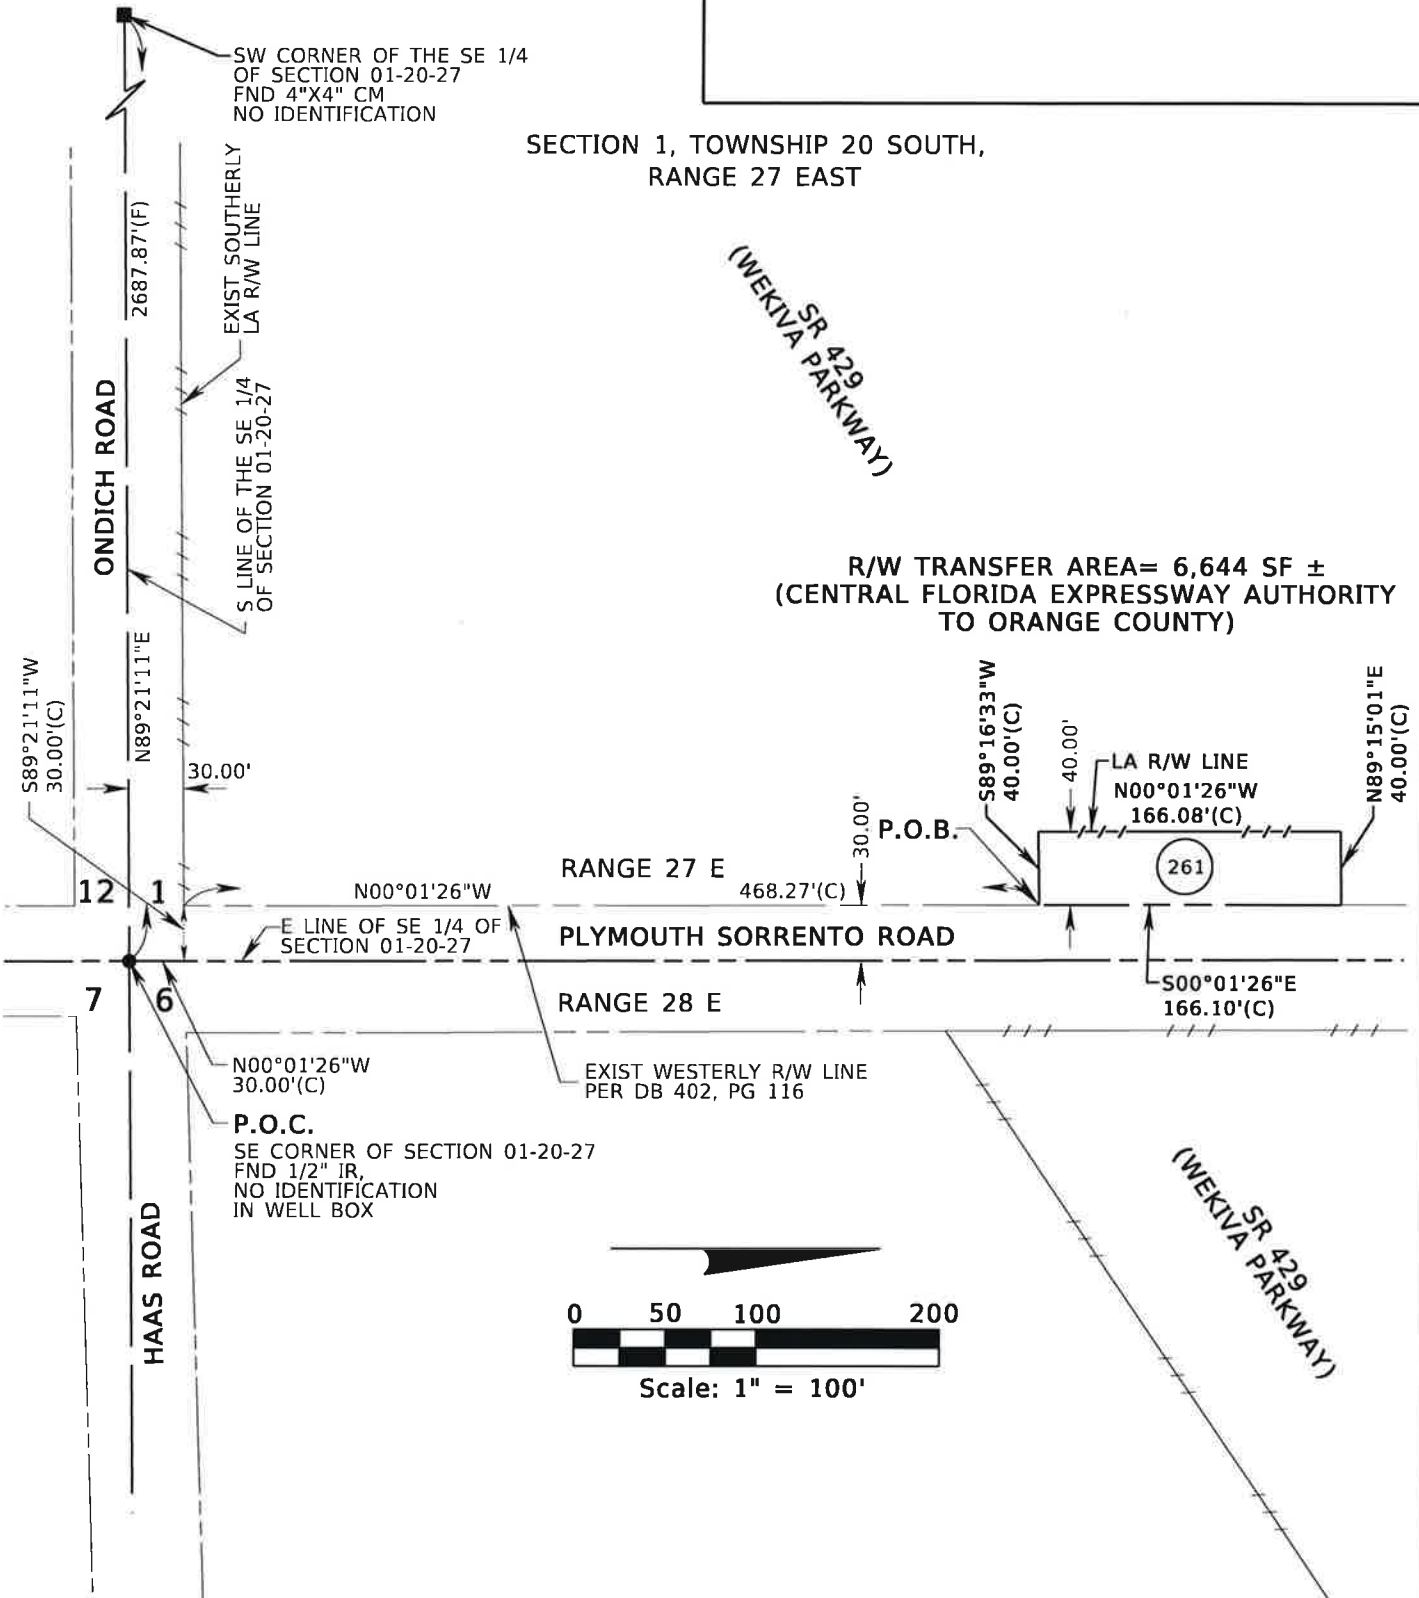 SW CORNER OF THE SE 1/4
OF SECTION 01-20-27
FND 4"X4" CM
NO IDENTIFICATION
SECTION 1, TOWNSHIP 20 SOUTH,
RANGE 27 EAST
2687.87'(F)
EXIST SOUTHERLY
LA R/W LINE
SR 429
(WEKIVA PARKWAY)
ONDICH ROAD
S LINE OF THE SE 1/4
OF SECTION 01-20-27
R/W TRANSFER AREA= 6,644 SF ±
(CENTRAL FLORIDA EXPRESSWAY AUTHORITY
TO ORANGE COUNTY)
S89°21'11"W
30.00'(C)
N89°21'11"E
30.00'
S89°16'33"W
40.00'(C)
40.00'
LA R/W LINE
N00°01'26"W
166.08'(C)
N89°15'01"E
40.00'(C)
30.00'
P.O.B.
261
RANGE 27 E
12
1
N00°01'26"W
468.27'(C)
E LINE OF SE 1/4 OF
SECTION 01-20-27
PLYMOUTH SORRENTO ROAD
7
6
RANGE 28 E
S00°01'26"E
166.10'(C)
N00°01'26"W
30.00'(C)
EXIST WESTERLY R/W LINE
PER DB 402, PG 116
P.O.C.
SE CORNER OF SECTION 01-20-27
FND 1/2" IR,
NO IDENTIFICATION
IN WELL BOX
HAAS ROAD
SR 429
(WEKIVA PARKWAY)
0 50 100 200
Scale: 1" = 100'